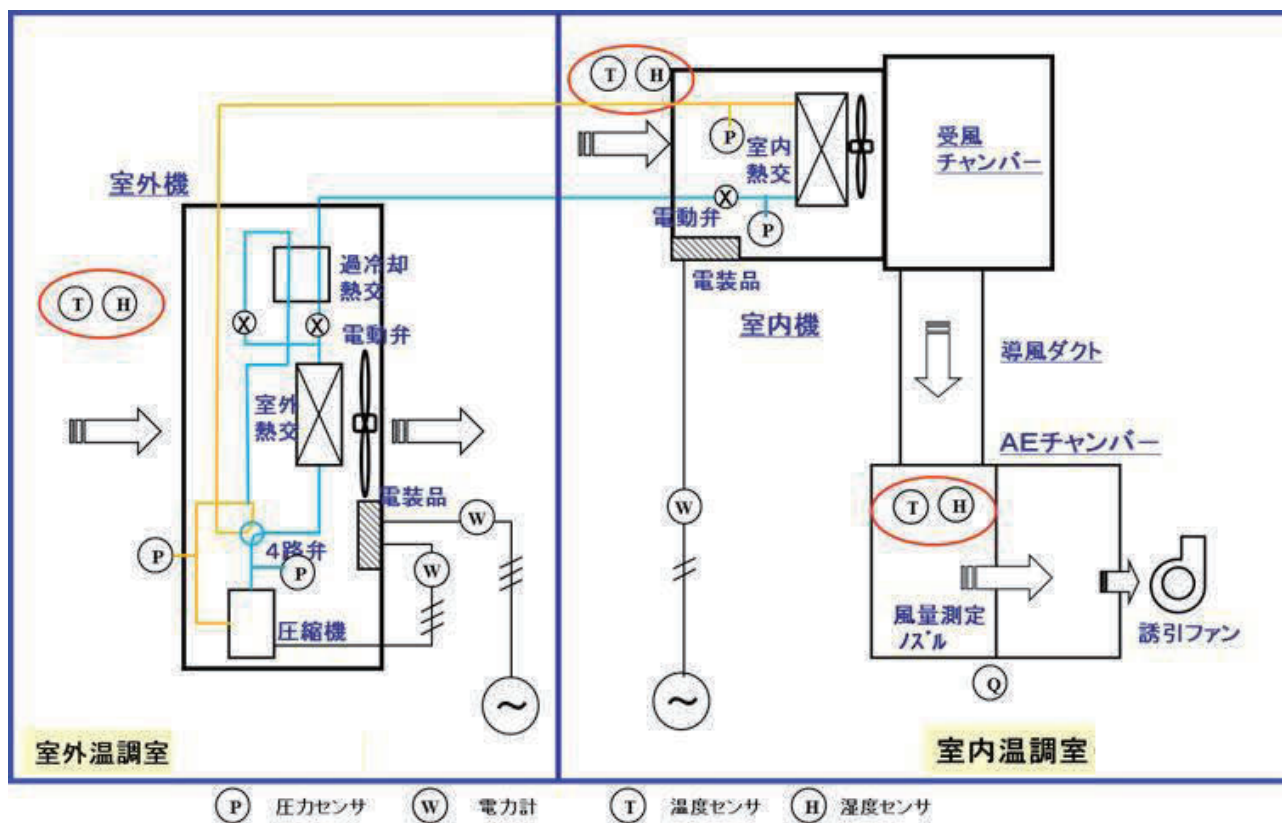 T H
受風
チャンバー
P
室内
熱交
室外機
電動弁
P
過冷却
熱交
T H
電装品
室内機
X X
電動弁
導風ダクト
室外
熱交
AEチャンバー
電装品
W
W
T H
P
4路弁
P
W
圧縮機
風量測定
ノズル
誘引ファン
Q
～
～
室外温調室
室内温調室
P 圧力センサ W 電力計 T 温度センサ H 湿度センサ